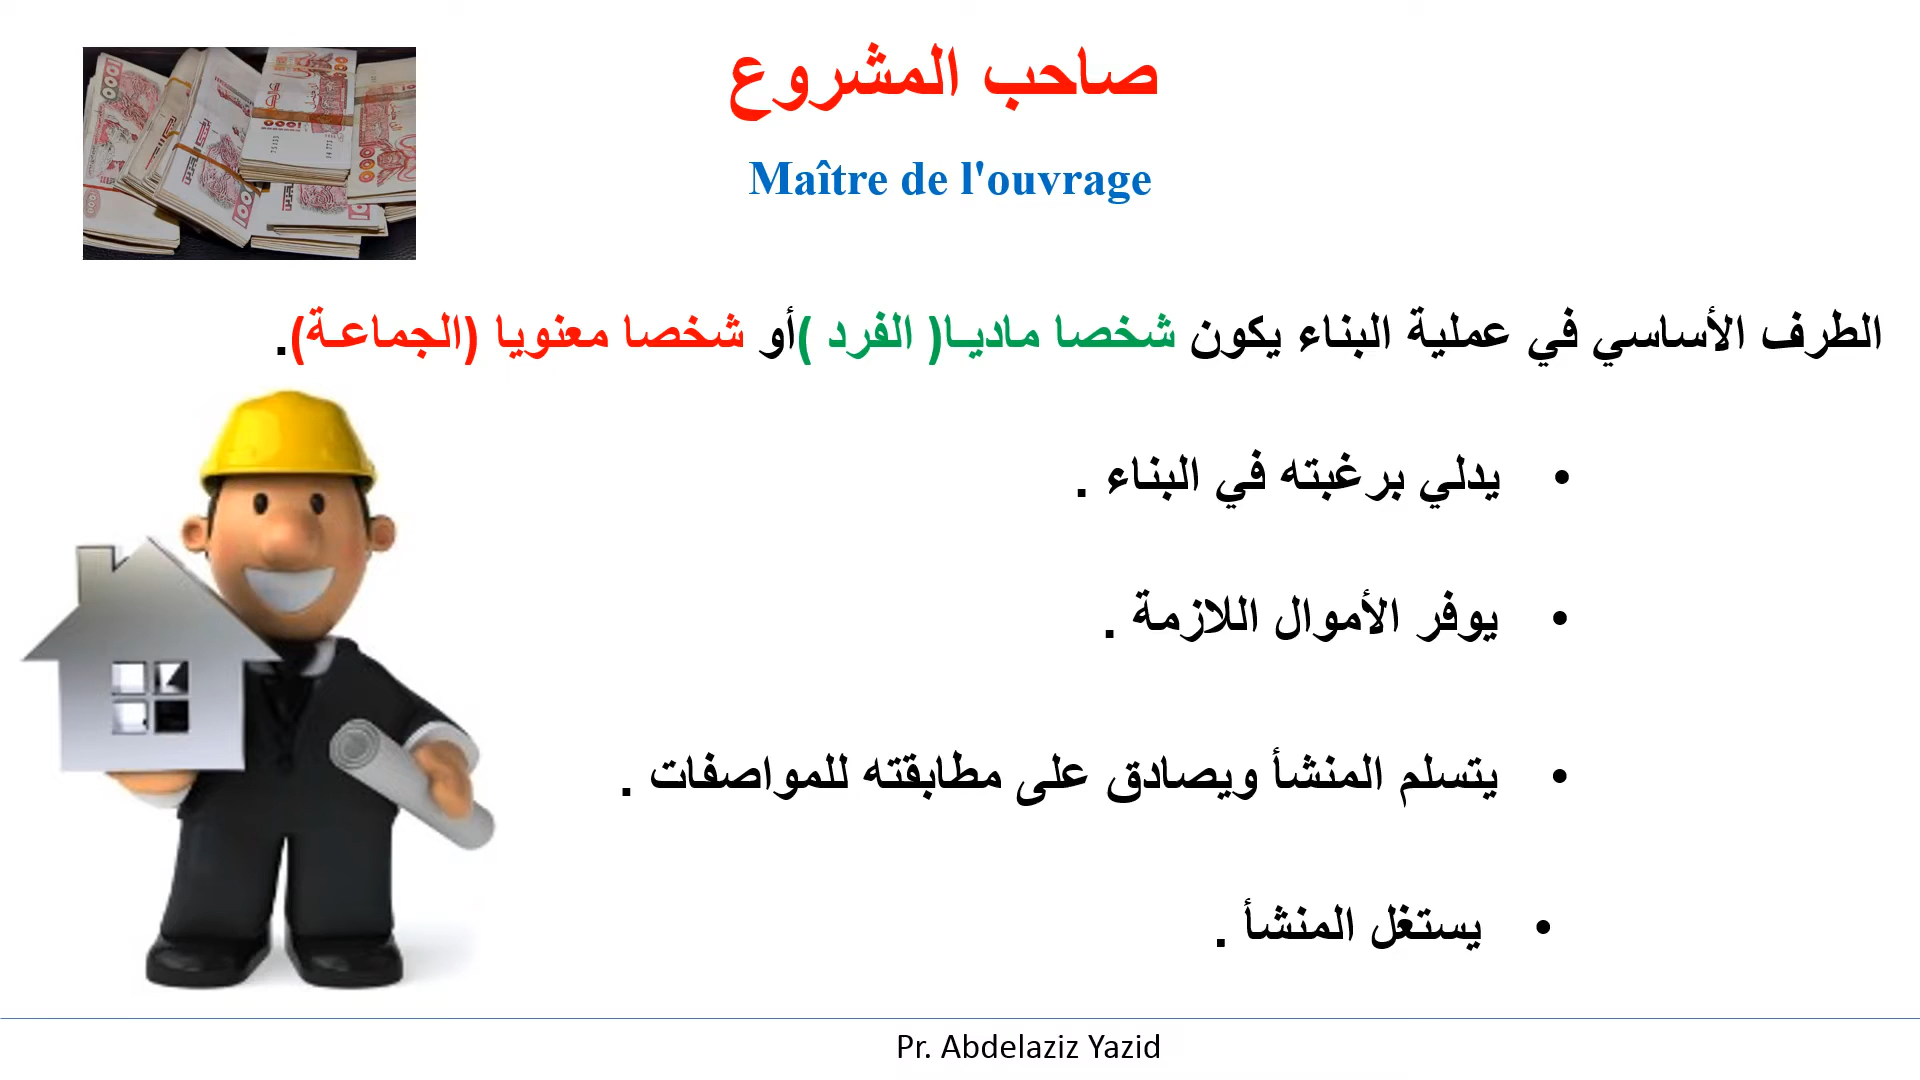 صاحب المشروع
Maître de l'ouvrage
الطرف الأساسي في عملية البناء يكون شخصا ماديـا( الفرد )أو شخصا معنويا (الجماعـة).
• يدلي برغبته في البناء .
• يوفر الأموال اللازمة .
• يتسلم المنشأ ويصادق على مطابقته للمواصفات .
• يستغل المنشأ .
Pr. Abdelaziz Yazid